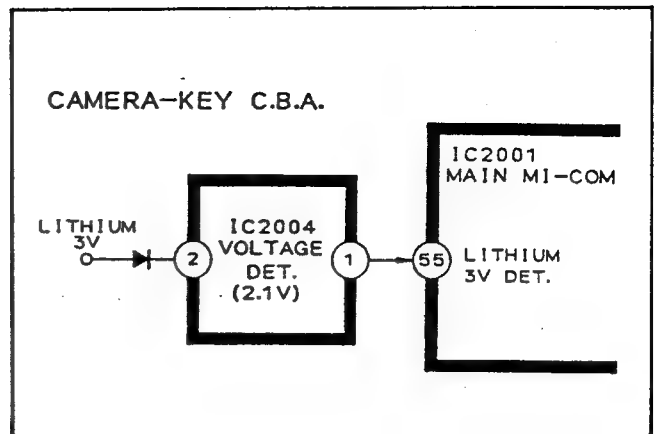 CAMERA-KEY C.B.A.
IC2001
MAIN MI-COM
LITHIUM
3V
2
IC2004
VOLTAGE
DET.
(2.1V)
1
55
LITHIUM
3V DET.